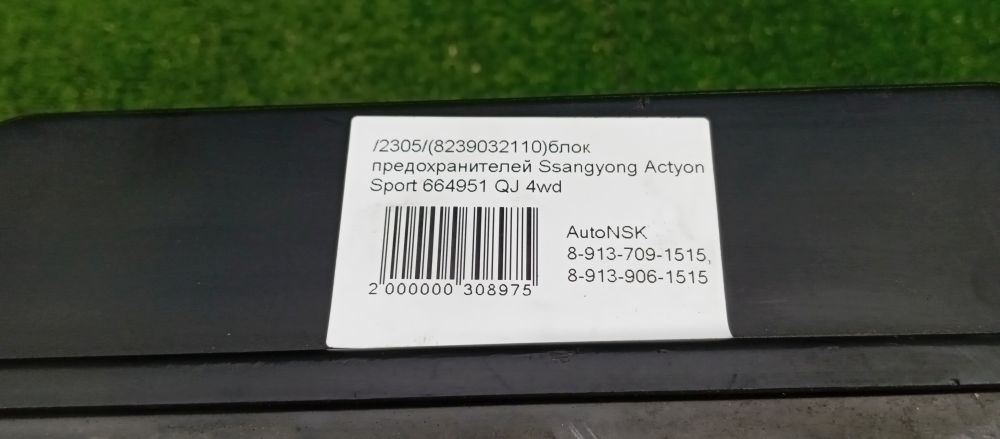 /2305/(8239032110)блок
предохранителей Ssangyong Actyon
Sport 664951 QJ 4wd
AutoNSK
8-913-709-1515,
8-913-906-1515
2 000000 308975